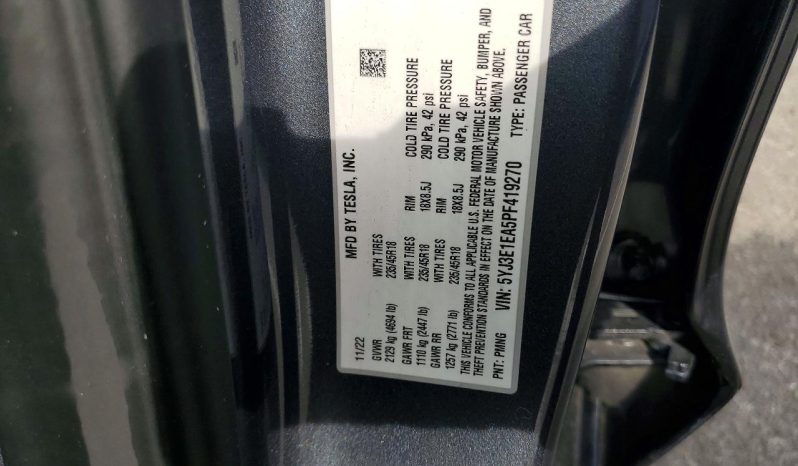 MFD BY TESLA, INC.
11/22
GVWR WITH TIRES
2129 kg (4694 lb) 235/45R18
GAWR FRT WITH TIRES RIM COLD TIRE PRESSURE
1110 kg (2447 lb) 235/45R18 18X8.5J 290 kPa, 42 psi
GAWR RR WITH TIRES RIM COLD TIRE PRESSURE
1257 kg (2771 lb) 235/45R18 18X8.5J 290 kPa, 42 psi
THIS VEHICLE CONFORMS TO ALL APPLICABLE U.S. FEDERAL MOTOR VEHICLE SAFETY, BUMPER, AND
THEFT PREVENTION STANDARDS IN EFFECT ON THE DATE OF MANUFACTURE SHOWN ABOVE.
PNT: PMNG VIN: 5YJ3E1EA5PF419270 TYPE: PASSENGER CAR